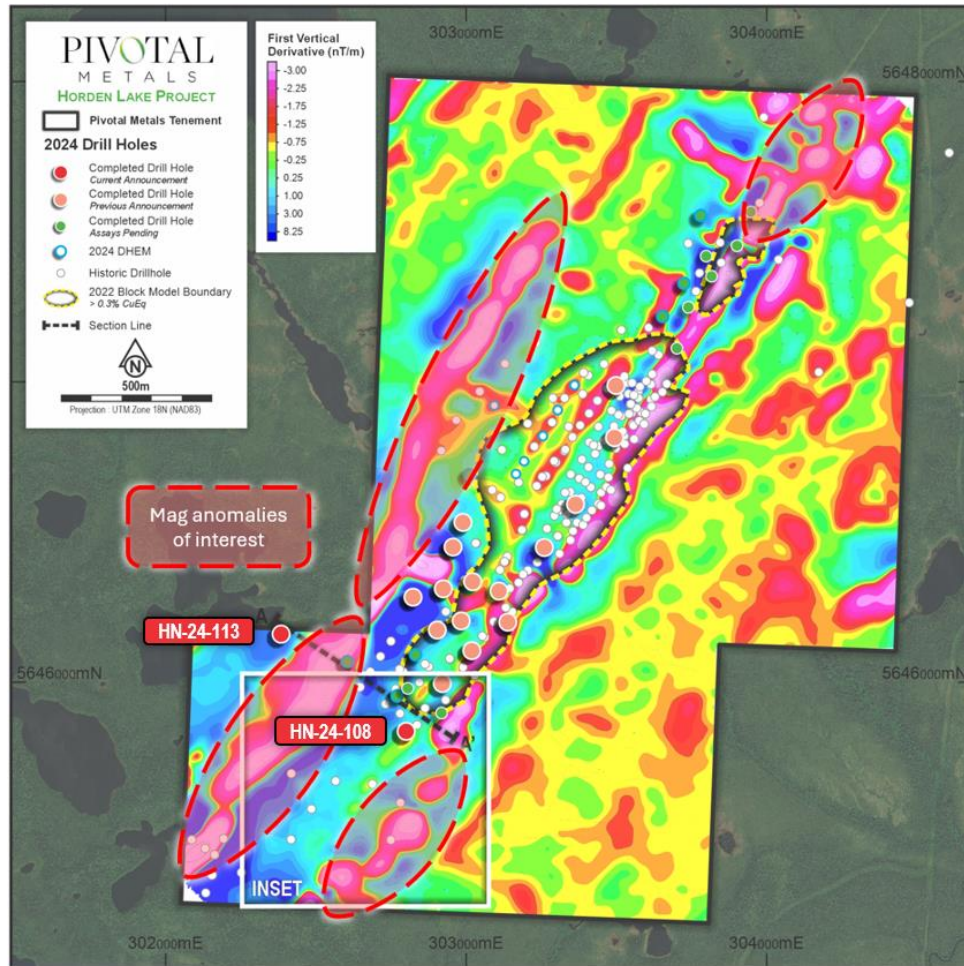 PIVOTAL
METALS
HORDEN LAKE PROJECT
Pivotal Metals Tenement
2024 Drill Holes
Completed Drill Hole
Current Announcement
Completed Drill Hole
Previous Announcement
Completed Drill Hole
Assays Pending
2024 DHEM
Historic Drillhole
2022 Block Model Boundary
> 0.3% CuEq
Section Line
N
500m
Projection : UTM Zone 18N (NAD83)
First Vertical
Derivative (nT/m)
-3.00
-2.25
-1.75
-1.25
-0.75
-0.25
0.25
1.00
3.00
8.25
303000mE
304000mE
5648000mN
Mag anomalies
of interest
A
HN-24-113
5646000mN
5646000mN
HN-24-108
A'
INSET
302000mE
303000mE
304000mE